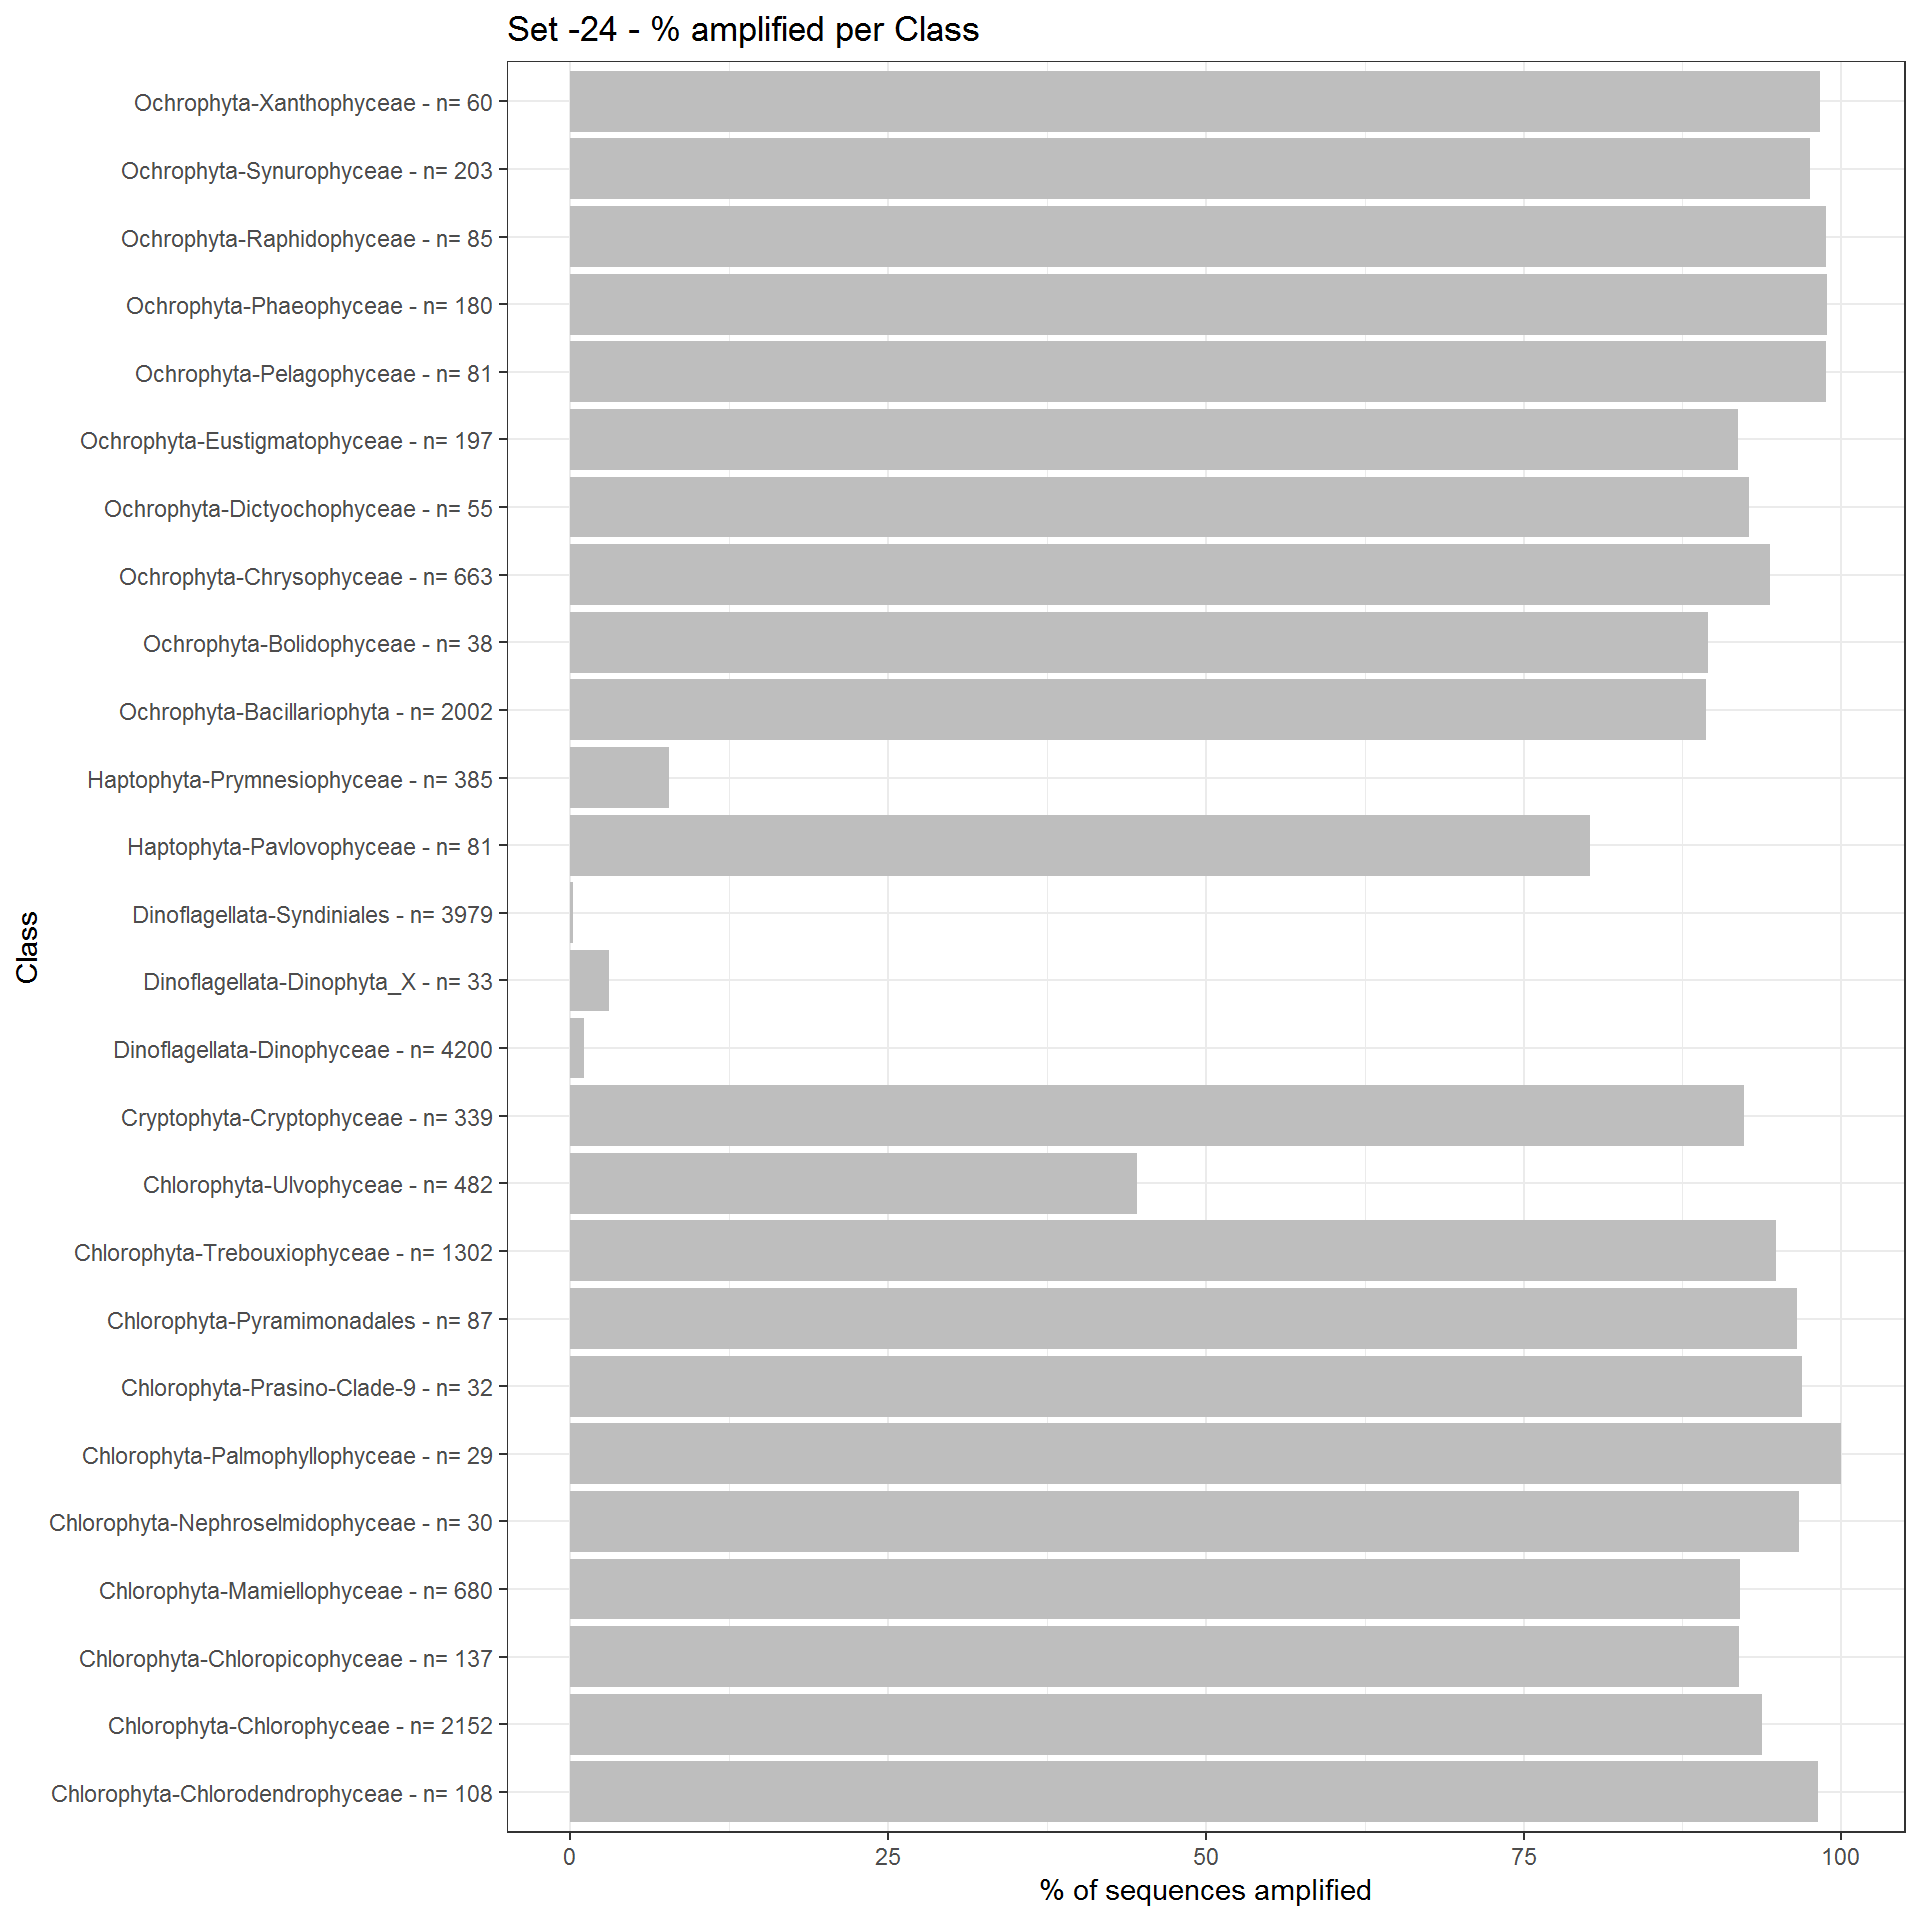 Set -24 - % amplified per Class
Ochrophyta-Xanthophyceae - n= 60
Ochrophyta-Synurophyceae - n= 203
Ochrophyta-Raphidophyceae - n= 85
Ochrophyta-Phaeophyceae - n= 180
Ochrophyta-Pelagophyceae - n= 81
Ochrophyta-Eustigmatophyceae - n= 197
Ochrophyta-Dictyochophyceae - n= 55
Ochrophyta-Chrysophyceae - n= 663
Ochrophyta-Bolidophyceae - n= 38
Ochrophyta-Bacillariophyta - n= 2002
Haptophyta-Prymnesiophyceae - n= 385
Haptophyta-Pavlovophyceae - n= 81
Dinoflagellata-Syndiniales - n= 3979
Dinoflagellata-Dinophyta_X - n= 33
Dinoflagellata-Dinophyceae - n= 4200
Cryptophyta-Cryptophyceae - n= 339
Chlorophyta-Ulvophyceae - n= 482
Chlorophyta-Trebouxiophyceae - n= 1302
Chlorophyta-Pyramimonadales - n= 87
Chlorophyta-Prasino-Clade-9 - n= 32
Chlorophyta-Palmophyllophyceae - n= 29
Chlorophyta-Nephroselmidophyceae - n= 30
Chlorophyta-Mamiellophyceae - n= 680
Chlorophyta-Chloropicophyceae - n= 137
Chlorophyta-Chlorophyceae - n= 2152
Chlorophyta-Chlorodendrophyceae - n= 108
Class
0 25 50 75 100
% of sequences amplified